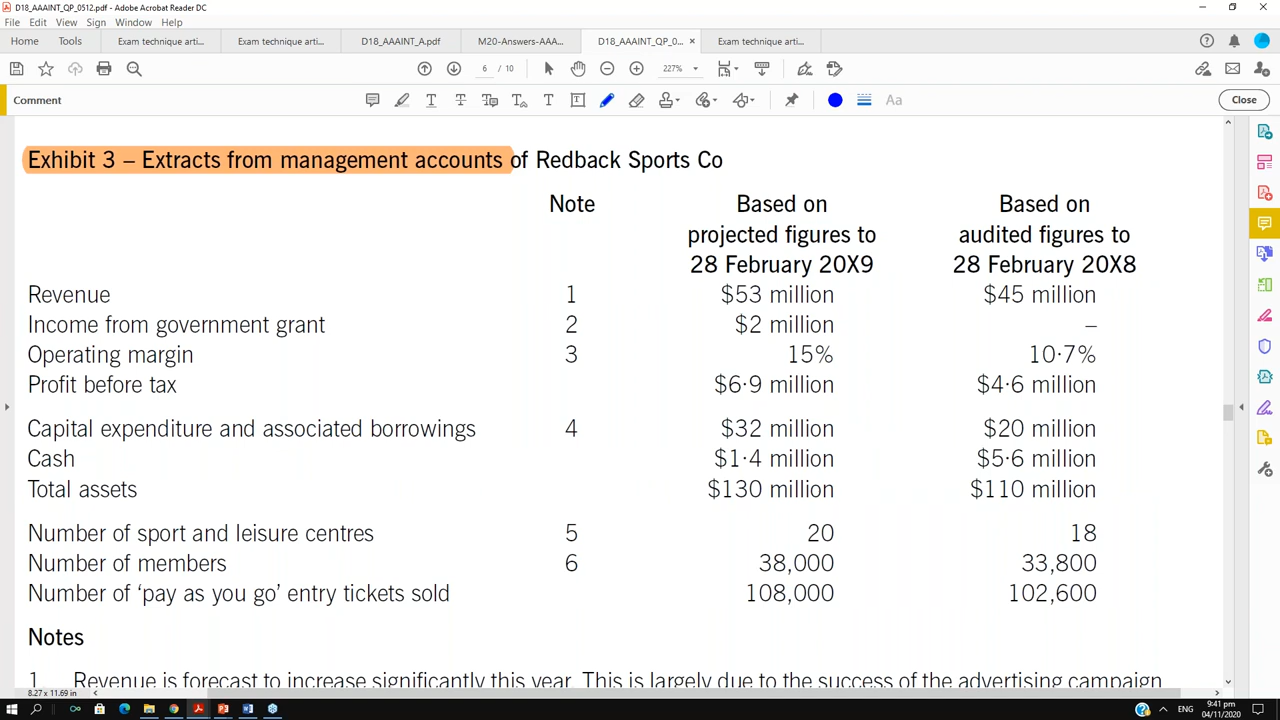 D18_AAAINT_QP_0512.pdf - Adobe Acrobat Reader DC
File Edit View Sign Window Help
Home Tools Exam technique arti... Exam technique arti... D18_AAAINT_A.pdf M20-Answers-AAA... D18_AAAINT_QP_0... × Exam technique arti...
6 / 10 227%
Comment Aa Close
Exhibit 3 – Extracts from management accounts of Redback Sports Co
Note Based on Based on
projected figures to audited figures to
28 February 20X9 28 February 20X8
Revenue 1 $53 million $45 million
Income from government grant 2 $2 million –
Operating margin 3 15% 10·7%
Profit before tax $6·9 million $4·6 million
Capital expenditure and associated borrowings 4 $32 million $20 million
Cash $1·4 million $5·6 million
Total assets $130 million $110 million
Number of sport and leisure centres 5 20 18
Number of members 6 38,000 33,800
Number of ‘pay as you go’ entry tickets sold 108,000 102,600
Notes
1 Revenue is forecast to increase significantly this year. This is largely due to the success of the advertising campaign
8.27 x 11.69 in
ENG 9:41 pm
04/11/2020